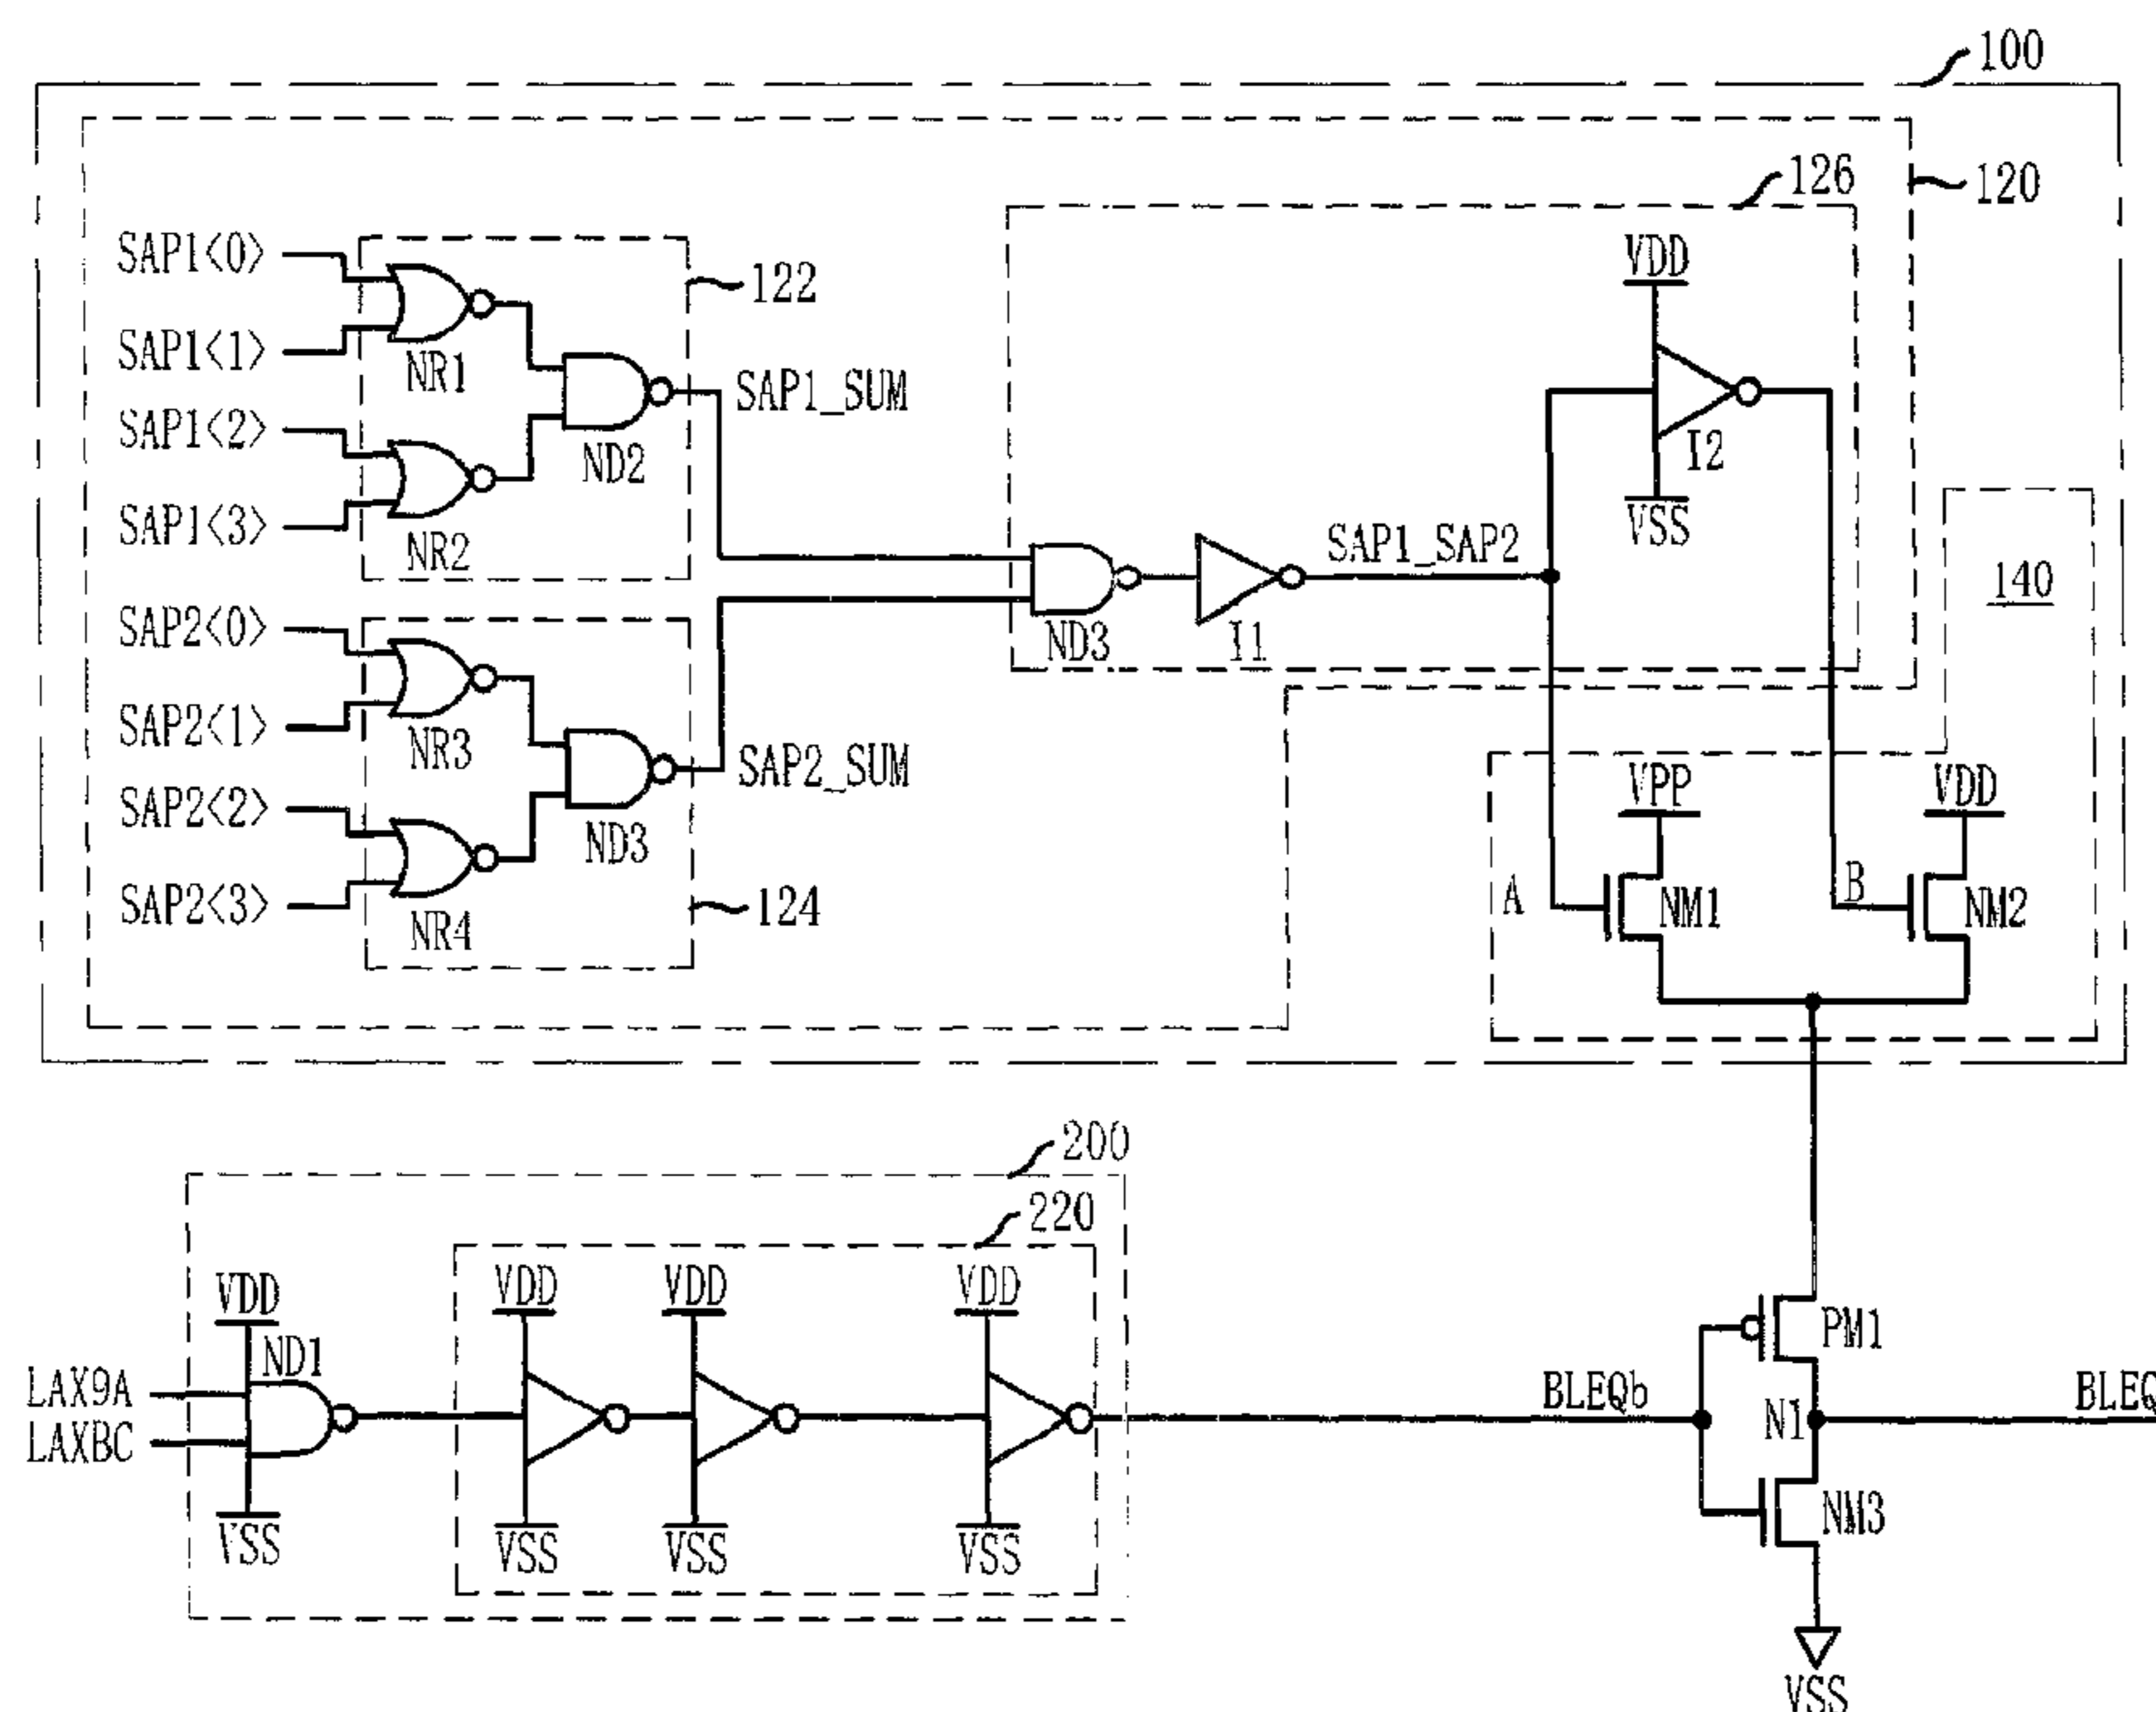 100
120
126
VDD
SAP1<0>
122
SAP1<1>
NR1
SAP1_SUM
SAP1<2>
ND2
I2
VSS
SAP1<3>
NR2
SAP1_SAP2
140
SAP2<0>
ND3
I1
SAP2<1>
NR3
SAP2_SUM
VPP
VDD
SAP2<2>
ND3
A
NM1
B
NM2
SAP2<3>
NR4
124
200
220
VDD
VDD
VDD
VDD
ND1
PM1
LAX9A
BLEQb
N1
BLEQ
LAXBC
NM3
VSS
VSS
VSS
VSS
VSS